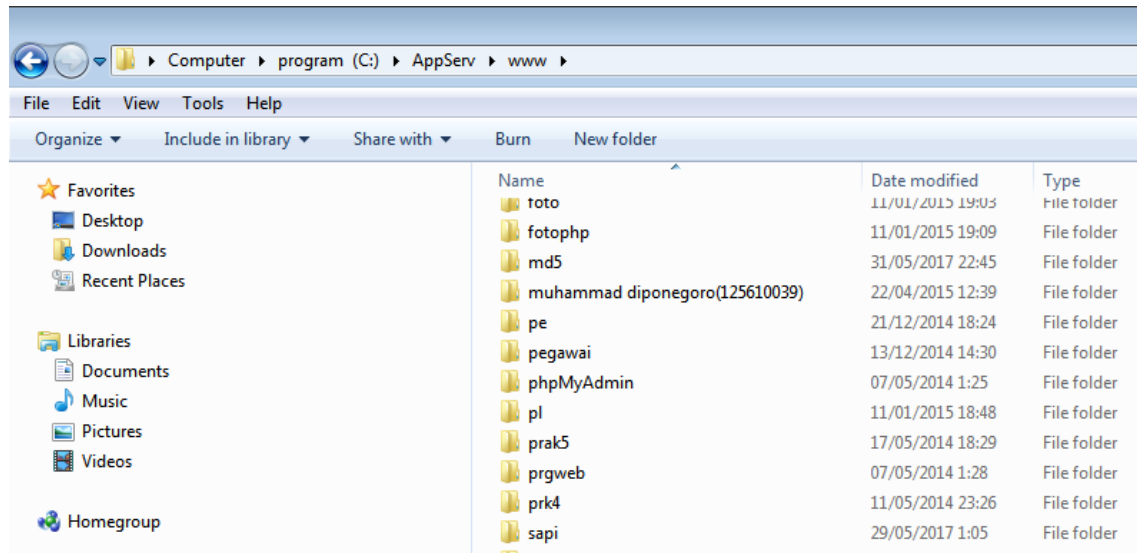 Computer program (C:) AppServ www
File Edit View Tools Help
Organize Include in library Share with Burn New folder
Favorites
Desktop
Downloads
Recent Places
Libraries
Documents
Music
Pictures
Videos
Homegroup
Name Date modified Type
foto 11/01/2015 19:03 File folder
fotophp 11/01/2015 19:09 File folder
md5 31/05/2017 22:45 File folder
muhammad diponegoro(125610039) 22/04/2015 12:39 File folder
pe 21/12/2014 18:24 File folder
pegawai 13/12/2014 14:30 File folder
phpMyAdmin 07/05/2014 1:25 File folder
pl 11/01/2015 18:48 File folder
prak5 17/05/2014 18:29 File folder
prgweb 07/05/2014 1:28 File folder
prk4 11/05/2014 23:26 File folder
sapi 29/05/2017 1:05 File folder